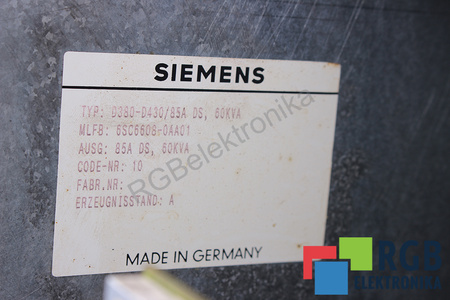 SIEMENS
TYP: D380-D430/85A DS, 60KVA
MLFB: 6SC6608-0AA01
AUSG: 85A DS, 60KVA
CODE-NR: 10
FABR.NR:
ERZEUGNISSTAND: A
MADE IN GERMANY
RGBelektronika
RGB
ELEKTRONIKA